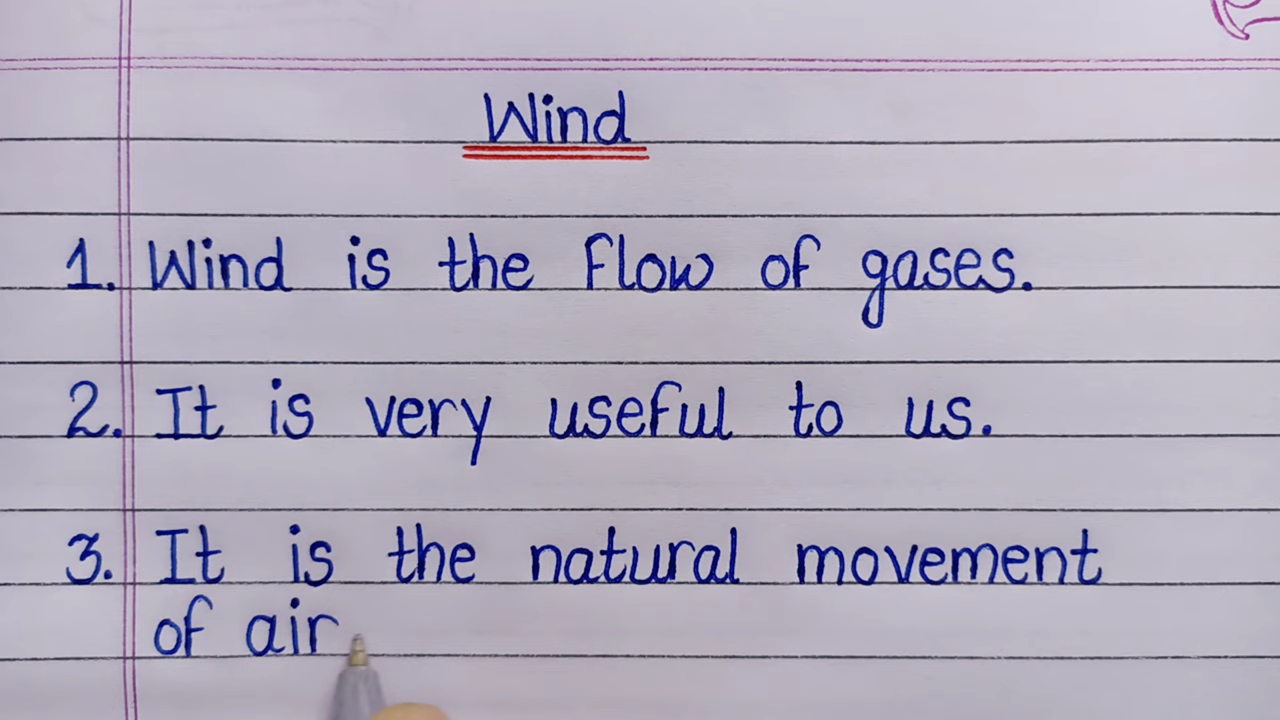 Wind
1. Wind is the flow of gases.
2. It is very useful to us.
3. It is the natural movement
of air